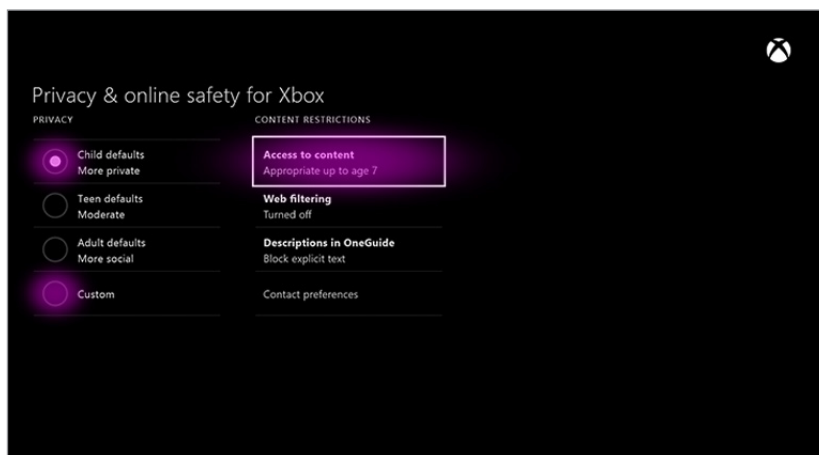 Privacy & online safety for Xbox
PRIVACY
Child defaults
More private
Teen defaults
Moderate
Adult defaults
More social
Custom
CONTENT RESTRICTIONS
Access to content
Appropriate up to age 7
Web filtering
Turned off
Descriptions in OneGuide
Block explicit text
Contact preferences